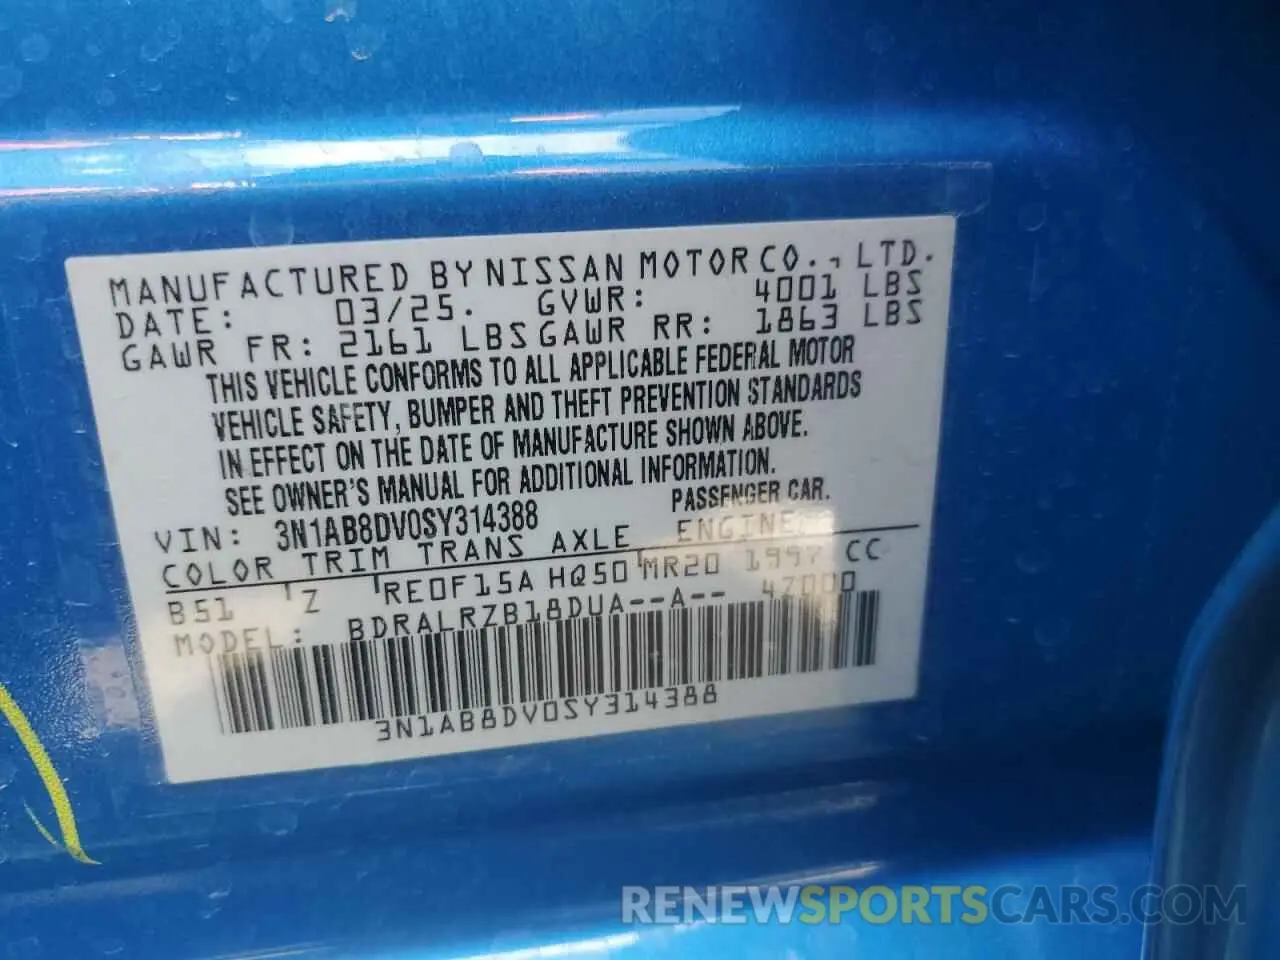 MANUFACTURED BY NISSAN MOTOR CO., LTD.
DATE: 03/25. GVWR: 4001 LBS
GAWR FR: 2161 LBS GAWR RR: 1863 LBS
THIS VEHICLE CONFORMS TO ALL APPLICABLE FEDERAL MOTOR
VEHICLE SAFETY, BUMPER AND THEFT PREVENTION STANDARDS
IN EFFECT ON THE DATE OF MANUFACTURE SHOWN ABOVE.
SEE OWNER'S MANUAL FOR ADDITIONAL INFORMATION.
VIN: 3N1AB8DV0SY314388 PASSENGER CAR.
COLOR TRIM TRANS AXLE ENGINE
B51 Z RE0F15A HQ50 MR20 1997 CC
MODEL: BDRALRZB18DUA--A-- 47000
3N1AB8DV0SY314388
RENEWSPORTSCARS.COM